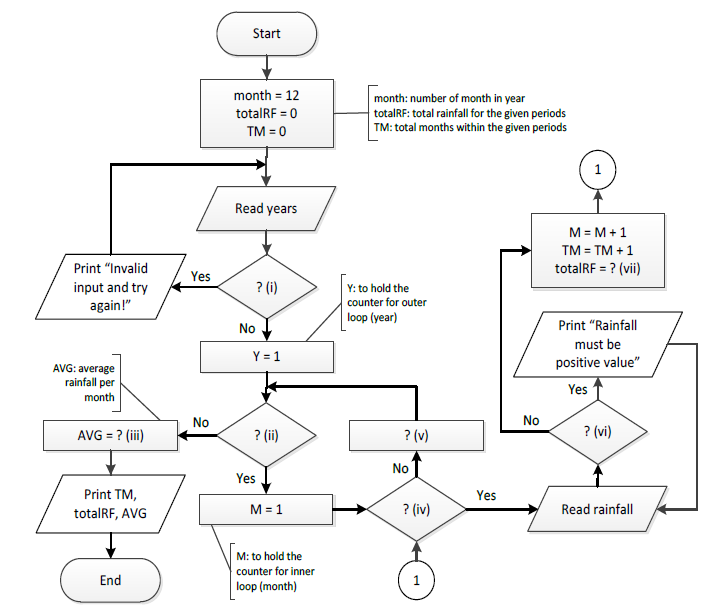 Start
month = 12
totalRF = 0
TM = 0
month: number of month in year
totalRF: total rainfall for the given periods
TM: total months within the given periods
1
Read years
M = M + 1
TM = TM + 1
totalRF = ? (vii)
Print “Invalid
input and try
again!”
Yes
? (i)
Y: to hold the
counter for outer
loop (year)
No
Print “Rainfall
must be
positive value”
Y = 1
AVG: average
rainfall per
month
Yes
No
AVG = ? (iii)
No
? (ii)
? (v)
? (vi)
Yes
No
Print TM,
totalRF, AVG
M = 1
? (iv)
Yes
Read rainfall
M: to hold the
counter for inner
loop (month)
End
1